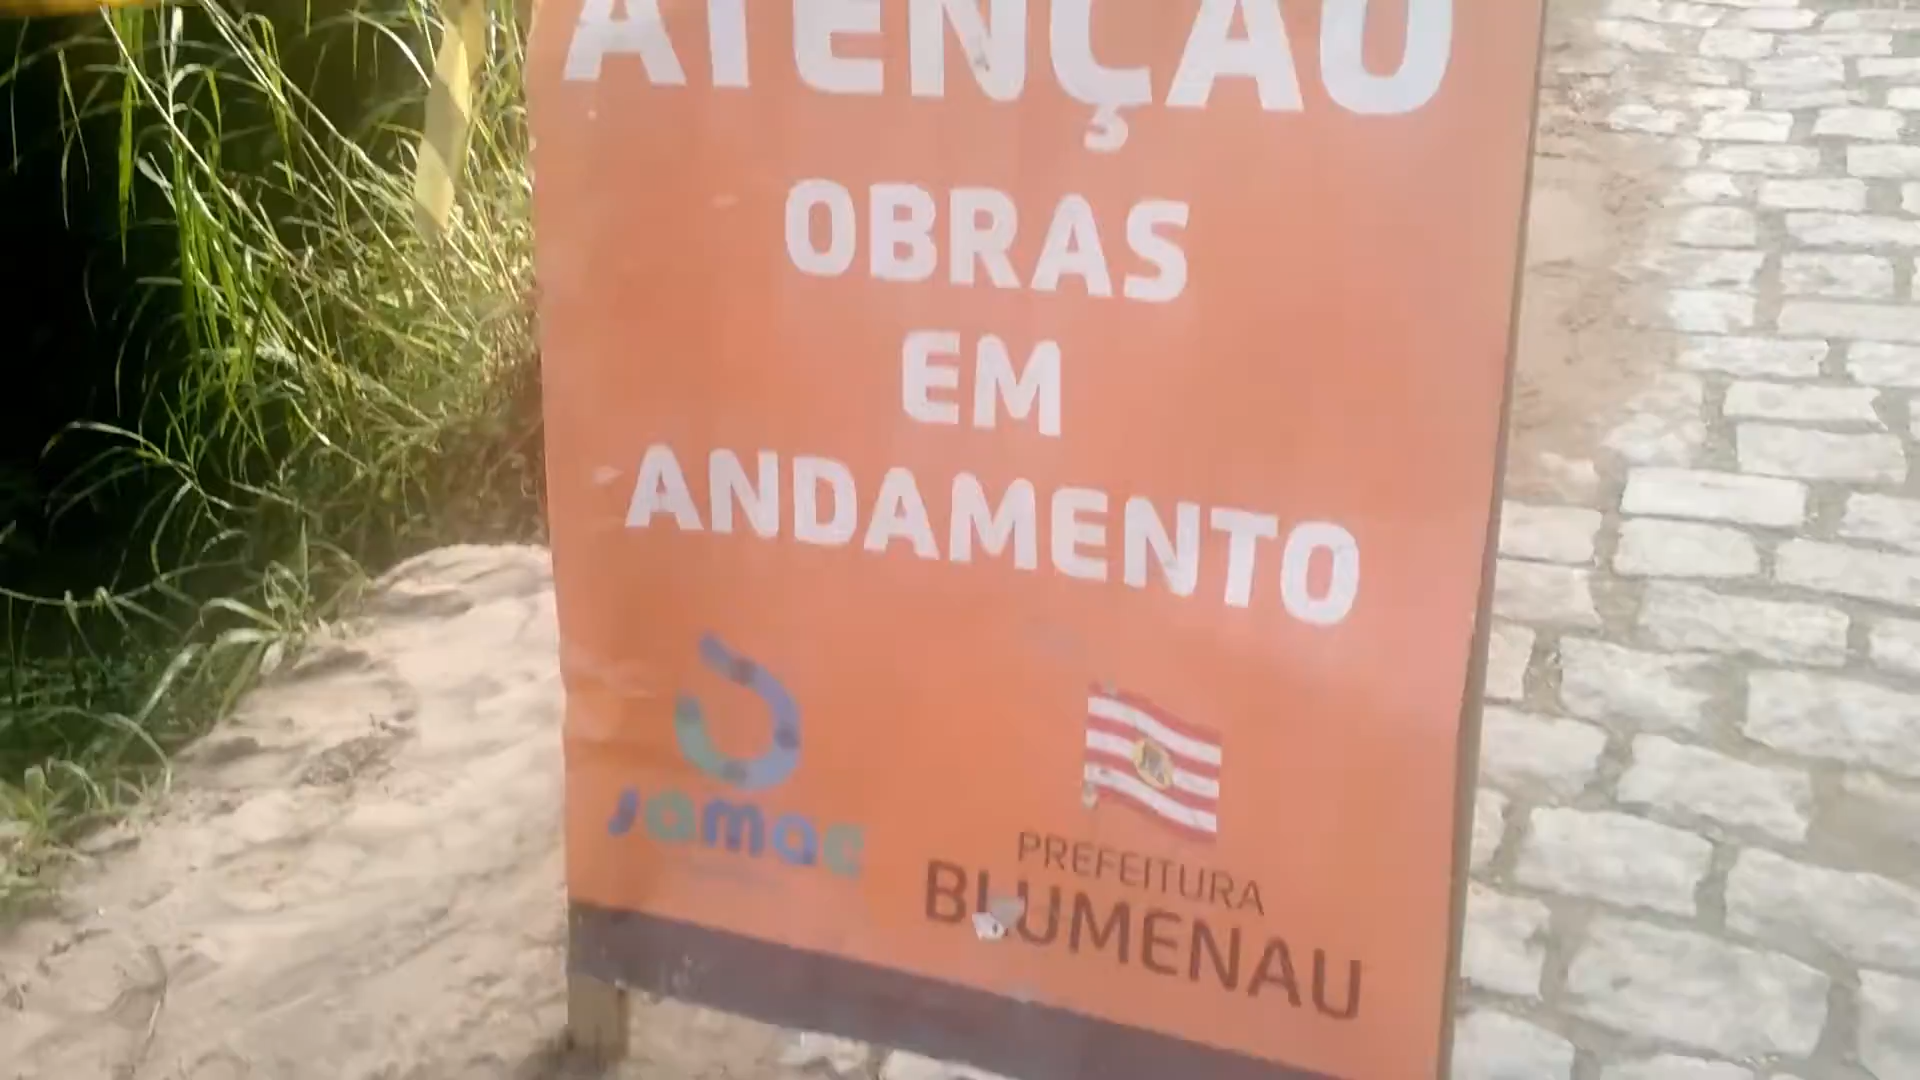 ATENÇÃO
OBRAS
EM
ANDAMENTO
samae
PREFEITURA
BLUMENAU